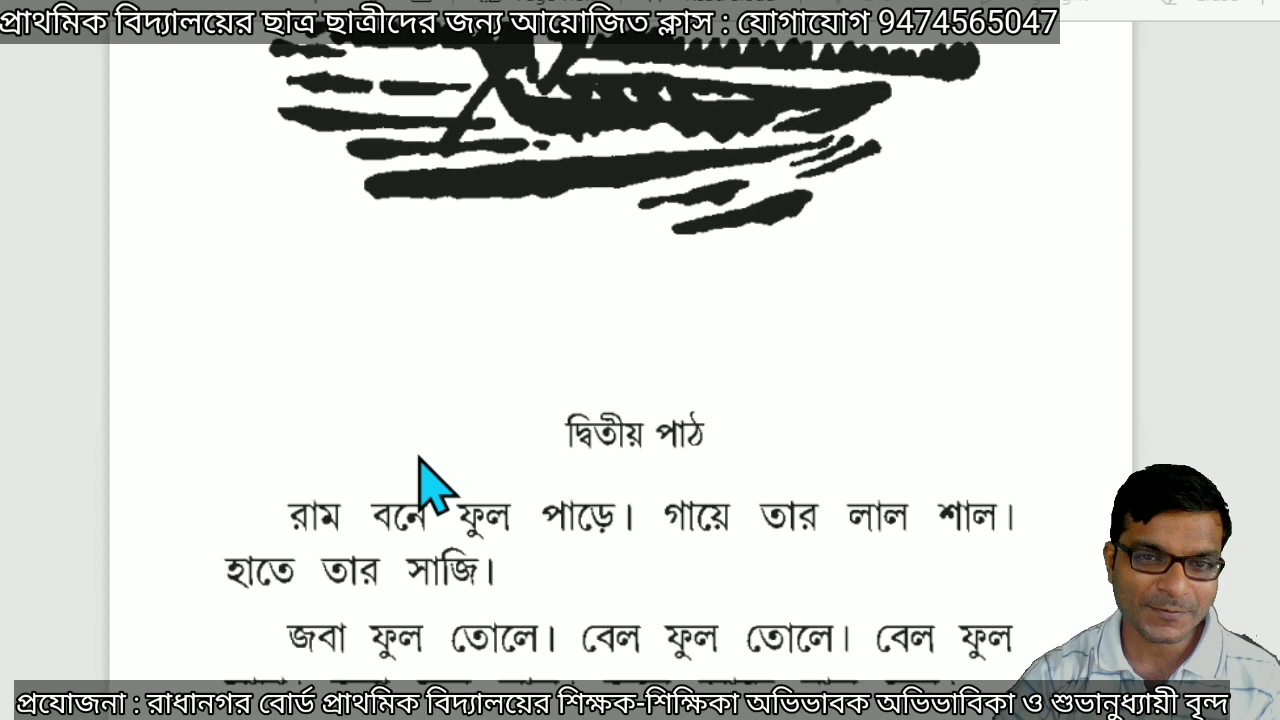 প্রাথমিক বিদ্যালয়ের ছাত্র ছাত্রীদের জন্য আয়োজিত ক্লাস : যোগাযোগ 9474565047
দ্বিতীয় পাঠ
রাম বনে ফুল পাড়ে। গায়ে তার লাল শাল।
হাতে তার সাজি।
জবা ফুল তোলে। বেল ফুল তোলে। বেল ফুল
প্রযোজনা : রাধানগর বোর্ড প্রাথমিক বিদ্যালয়ের শিক্ষক-শিক্ষিকা অভিভাবক অভিভাবিকা ও শুভানুধ্যায়ী বৃন্দ